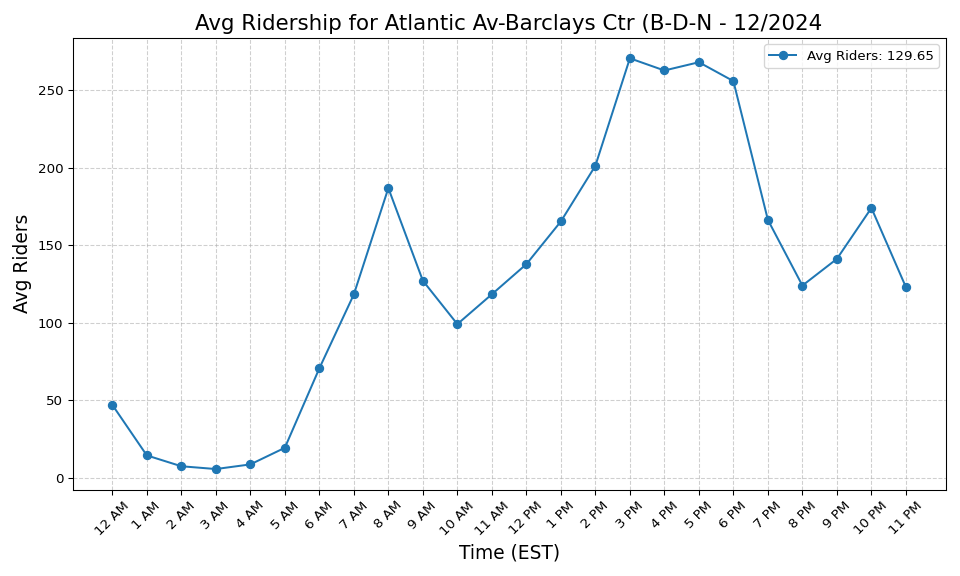 Avg Ridership for Atlantic Av-Barclays Ctr (B-D-N - 12/2024
Avg Riders: 129.65
Avg Riders
250
200
150
100
50
0
12 AM
1 AM
2 AM
3 AM
4 AM
5 AM
6 AM
7 AM
8 AM
9 AM
10 AM
11 AM
12 PM
1 PM
2 PM
3 PM
4 PM
5 PM
6 PM
7 PM
8 PM
9 PM
10 PM
11 PM
Time (EST)